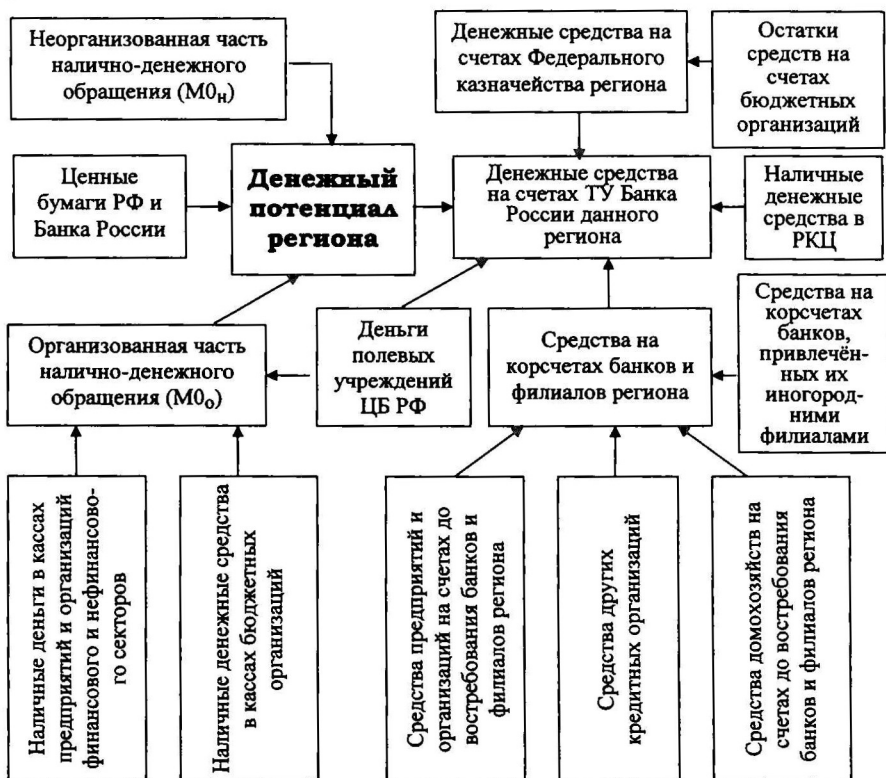 Неорганизованная часть
налично-денежного
обращения (М0н)
Денежные средства на
счетах Федерального
казначейства региона
Остатки
средств на
счетах
бюджетных
организаций
Ценные
бумаги РФ и
Банка России
Денежный
потенциал
региона
Денежные средства
на счетах ТУ Банка
России данного
региона
Наличные
денежные
средства в
РКЦ
Организованная часть
налично-денежного
обращения (М0о)
Деньги
полевых
учреждений
ЦБ РФ
Средства на
корсчетах банков и
филиалов региона
Средства на
корсчетах
банков,
привлечён-
ных их
иногород-
ними
филиалами
Наличные деньги в кассах
предприятий и организаций
финансового и нефинансово-
го секторов
Наличные денежные средства
в кассах бюджетных
организаций
Средства предприятий и
организаций на счетах до
востребования банков и
филиалов региона
Средства других
кредитных организаций
Средства домохозяйств на
счетах до востребования
банков и филиалов региона